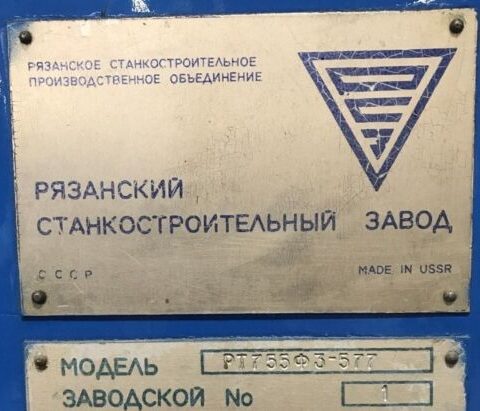 РЯЗАНСКОЕ СТАНКОСТРОИТЕЛЬНОЕ
ПРОИЗВОДСТВЕННОЕ ОБЪЕДИНЕНИЕ
РЯЗАНСКИЙ
СТАНКОСТРОИТЕЛЬНЫЙ ЗАВОД
СССР
MADE IN USSR
МОДЕЛЬ РТ755Ф3-577
ЗАВОДСКОЙ No 1